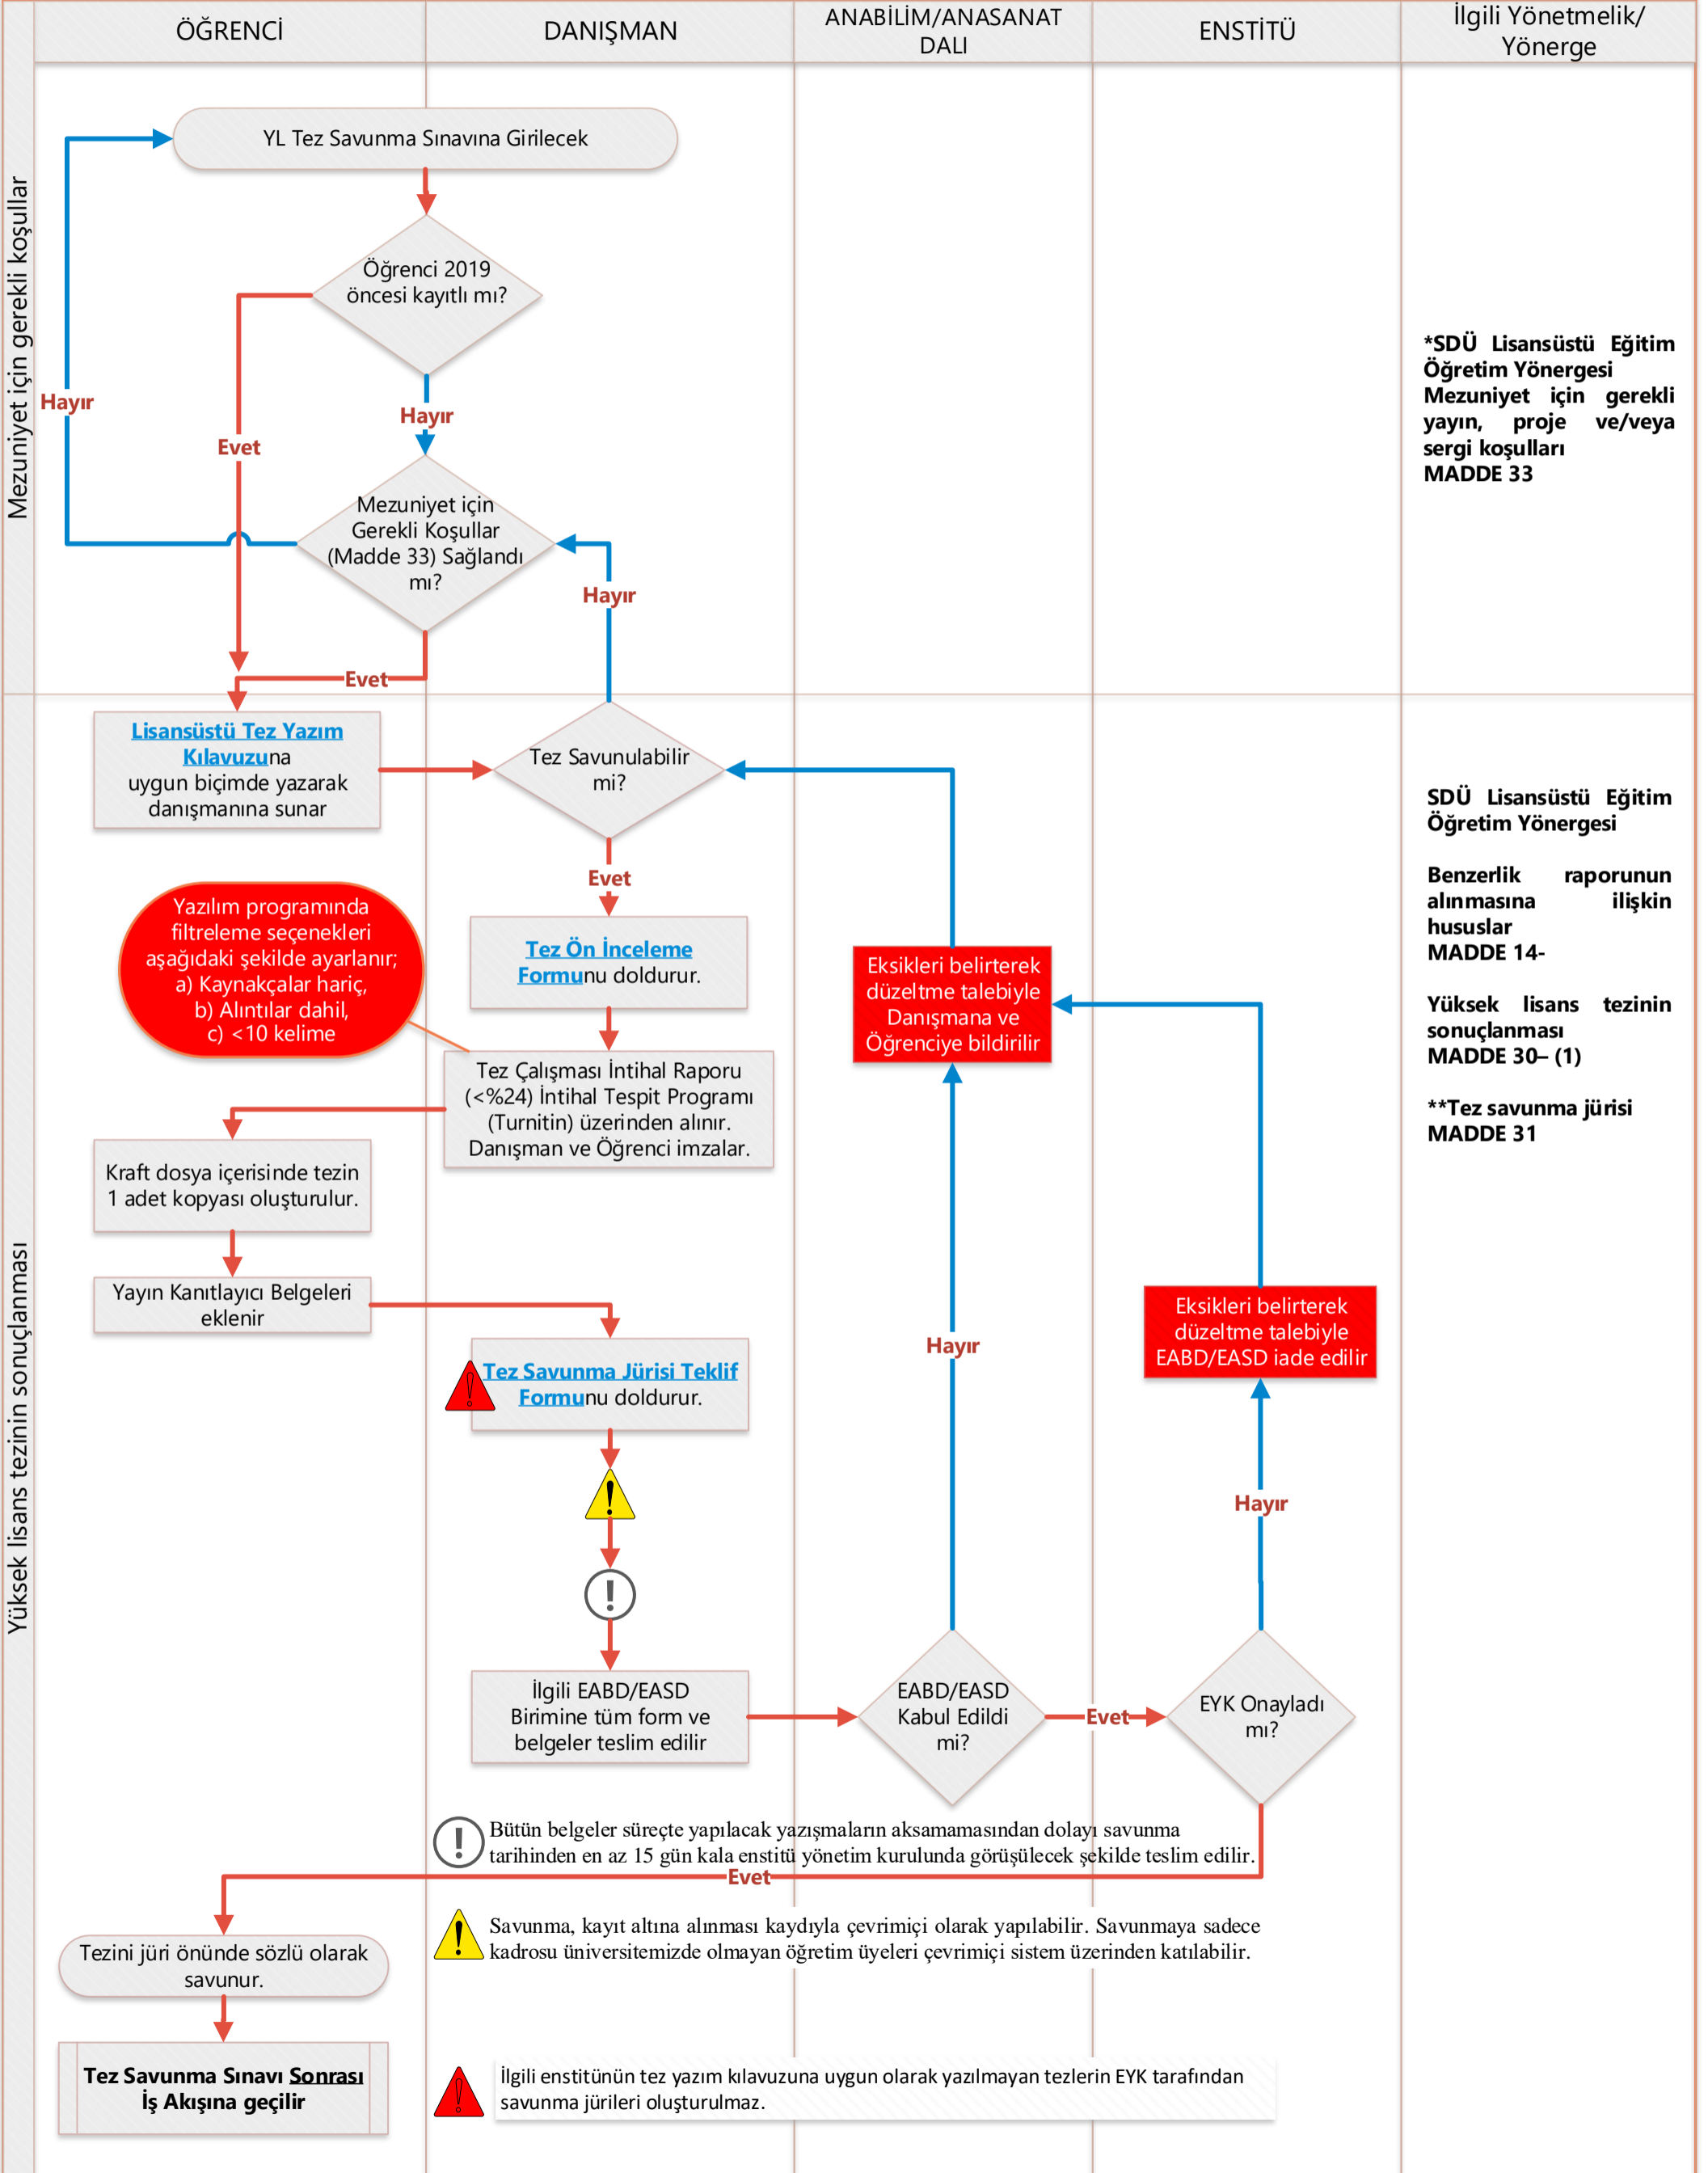 ÖĞRENCİ
DANIŞMAN
ANABİLİM/ANASANAT
DALI
ENSTİTÜ
İlgili Yönetmelik/
Yönerge
Mezuniyet için gerekli koşullar
YL Tez Savunma Sınavına Girilecek
Öğrenci 2019
öncesi kayıtlı mı?
Hayır
Hayır
Evet
Mezuniyet için
Gerekli Koşullar
(Madde 33) Sağlandı
mı?
Hayır
Evet
*SDÜ Lisansüstü Eğitim
Öğretim Yönergesi
Mezuniyet için gerekli
yayın, proje ve/veya
sergi koşulları
MADDE 33
Yüksek lisans tezinin sonuçlanması
Lisansüstü Tez Yazım
Kılavuzuna
uygun biçimde yazarak
danışmanına sunar
Tez Savunulabilir
mi?
Evet
Yazılım programında
filtreleme seçenekleri
aşağıdaki şekilde ayarlanır;
a) Kaynakçalar hariç,
b) Alıntılar dahil,
c) <10 kelime
Tez Ön İnceleme
Formunu doldurur.
Tez Çalışması İntihal Raporu
(<%24) İntihal Tespit Programı
(Turnitin) üzerinden alınır.
Danışman ve Öğrenci imzalar.
Eksikleri belirterek
düzeltme talebiyle
Danışmana ve
Öğrenciye bildirilir
SDÜ Lisansüstü Eğitim
Öğretim Yönergesi
Benzerlik raporunun
alınmasına ilişkin
hususlar
MADDE 14-
Yüksek lisans tezinin
sonuçlanması
MADDE 30– (1)
**Tez savunma jürisi
MADDE 31
Kraft dosya içerisinde tezin
1 adet kopyası oluşturulur.
Yayın Kanıtlayıcı Belgeleri
eklenir
Tez Savunma Jürisi Teklif
Formunu doldurur.
Hayır
Eksikleri belirterek
düzeltme talebiyle
EABD/EASD iade edilir
Hayır
İlgili EABD/EASD
Birimine tüm form ve
belgeler teslim edilir
EABD/EASD
Kabul Edildi
mi?
Evet
EYK Onayladı
mı?
Bütün belgeler süreçte yapılacak yazışmaların aksamamasından dolayı savunma
tarihinden en az 15 gün kala enstitü yönetim kurulunda görüşülecek şekilde teslim edilir.
Evet
Savunma, kayıt altına alınması kaydıyla çevrimiçi olarak yapılabilir. Savunmaya sadece
kadrosu üniversitemizde olmayan öğretim üyeleri çevrimiçi sistem üzerinden katılabilir.
Tezini jüri önünde sözlü olarak
savunur.
Tez Savunma Sınavı Sonrası
İş Akışına geçilir
İlgili enstitünün tez yazım kılavuzuna uygun olarak yazılmayan tezlerin EYK tarafından
savunma jürileri oluşturulmaz.